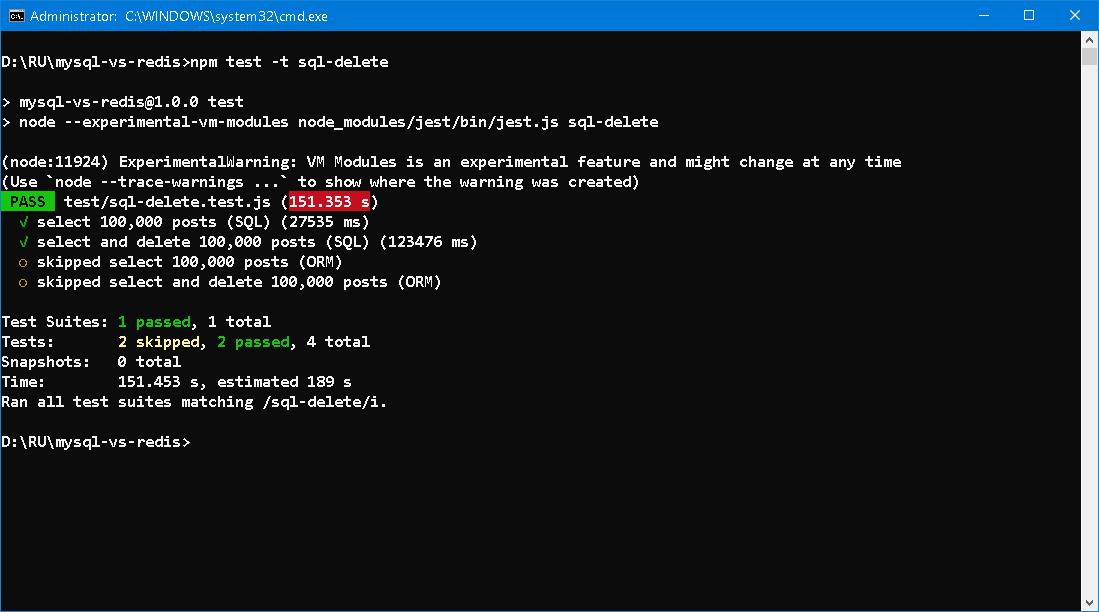 Administrator: C:\WINDOWS\system32\cmd.exe
D:\RU\mysql-vs-redis>npm test -t sql-delete
> mysql-vs-redis@1.0.0 test
> node --experimental-vm-modules node_modules/jest/bin/jest.js sql-delete
(node:11924) ExperimentalWarning: VM Modules is an experimental feature and might change at any time
(Use `node --trace-warnings ...` to show where the warning was created)
PASS test/sql-delete.test.js (151.353 s)
√ select 100,000 posts (SQL) (27535 ms)
√ select and delete 100,000 posts (SQL) (123476 ms)
○ skipped select 100,000 posts (ORM)
○ skipped select and delete 100,000 posts (ORM)
Test Suites: 1 passed, 1 total
Tests: 2 skipped, 2 passed, 4 total
Snapshots: 0 total
Time: 151.453 s, estimated 189 s
Ran all test suites matching /sql-delete/i.
D:\RU\mysql-vs-redis>